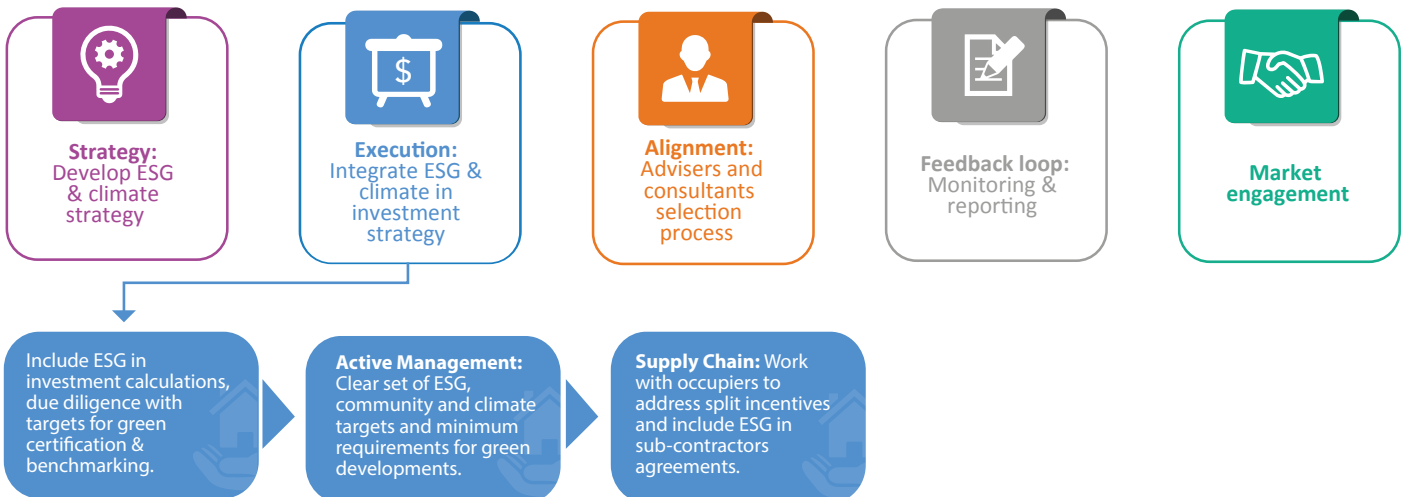 $
Strategy:
Develop ESG
& climate
strategy
Execution:
Integrate ESG &
climate in
investment
strategy
Alignment:
Advisers and
consultants
selection
process
Feedback loop:
Monitoring &
reporting
Market
engagement
Include ESG in
investment calculations,
due diligence with
targets for green
certification &
benchmarking.
Active Management:
Clear set of ESG,
community and climate
targets and minimum
requirements for green
developments.
Supply Chain: Work
with occupiers to
address split incentives
and include ESG in
sub-contractors
agreements.